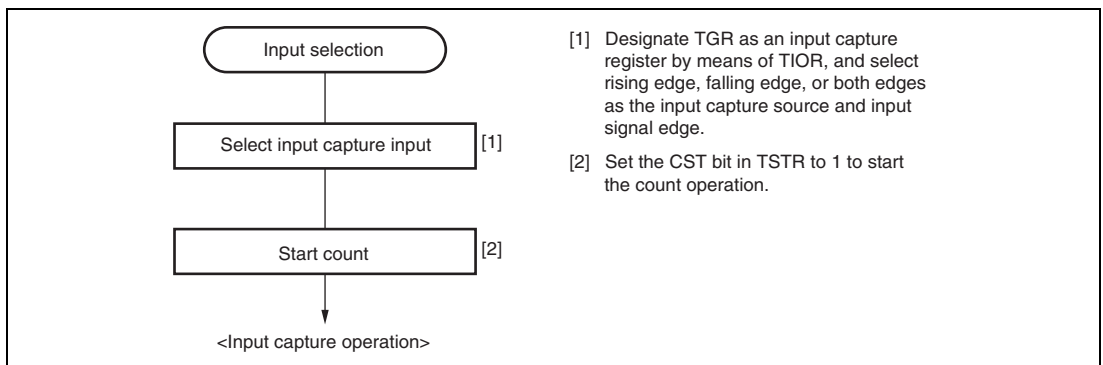 Input selection
Select input capture input [1]
Start count [2]
<Input capture operation>
[1] Designate TGR as an input capture
register by means of TIOR, and select
rising edge, falling edge, or both edges
as the input capture source and input
signal edge.
[2] Set the CST bit in TSTR to 1 to start
the count operation.